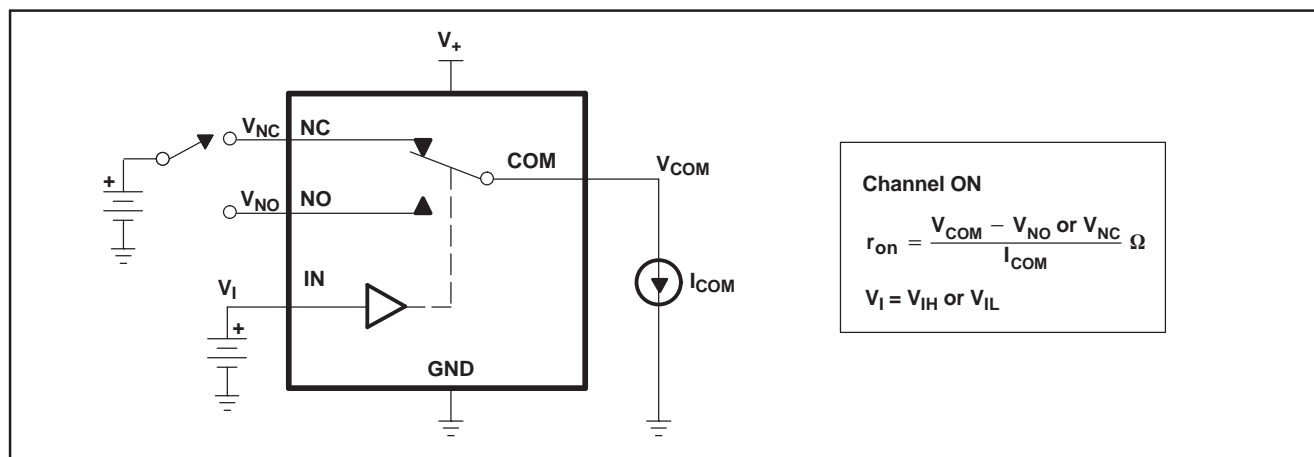 V+
VNC NC
COM
VCOM
+
VNO NO
VI
IN
ICOM
+
GND
Channel ON
ron = VCOM − VNO or VNC / ICOM Ω
VI = VIH or VIL